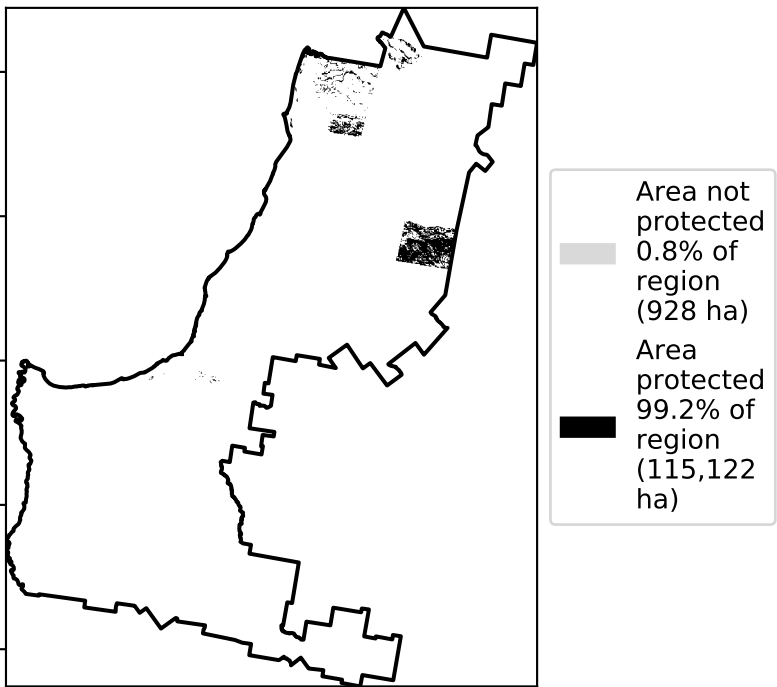 Area not
protected
0.8% of
region
(928 ha)
Area
protected
99.2% of
region
(115,122
ha)